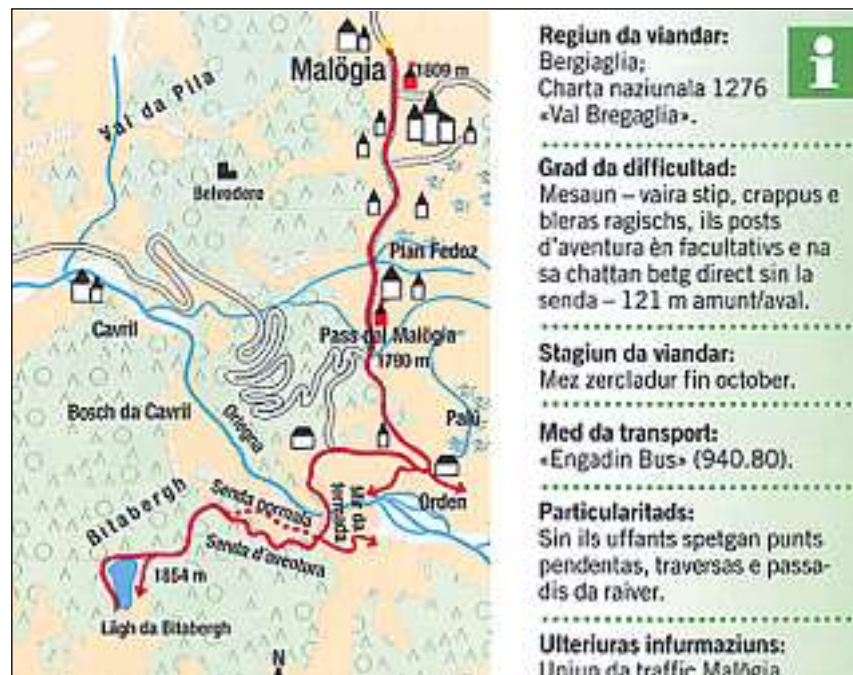 Malögia
1809 m
Val da Pila
Belvedere
Plan Fedoz
Cavril
Pass dal Malögia
1790 m
Bosch da Cavril
Orlegna
Palü
Orden
Mir da
fermada
Senda normala
Senda d'aventura
Bitabergh
1854 m
Lägh da Bitabergh
N
i
Regiun da viandar:
Bergiaglia;
Charta naziunala 1276
«Val Bregaglia».
Grad da difficultad:
Mesaun – vaira stip, crappus e
bleras ragischs, ils posts
d'aventura èn facultativs e na
sa chattan betg direct sin la
senda – 121 m amunt/aval.
Stagiun da viandar:
Mez zercladur fin october.
Med da transport:
«Engadin Bus» (940.80).
Particularitads:
Sin ils uffants spetgan punts
pendentas, traversas e passa-
dis da raiver.
Ulteriuras infurmaziuns:
Uniun da traffic Malögia